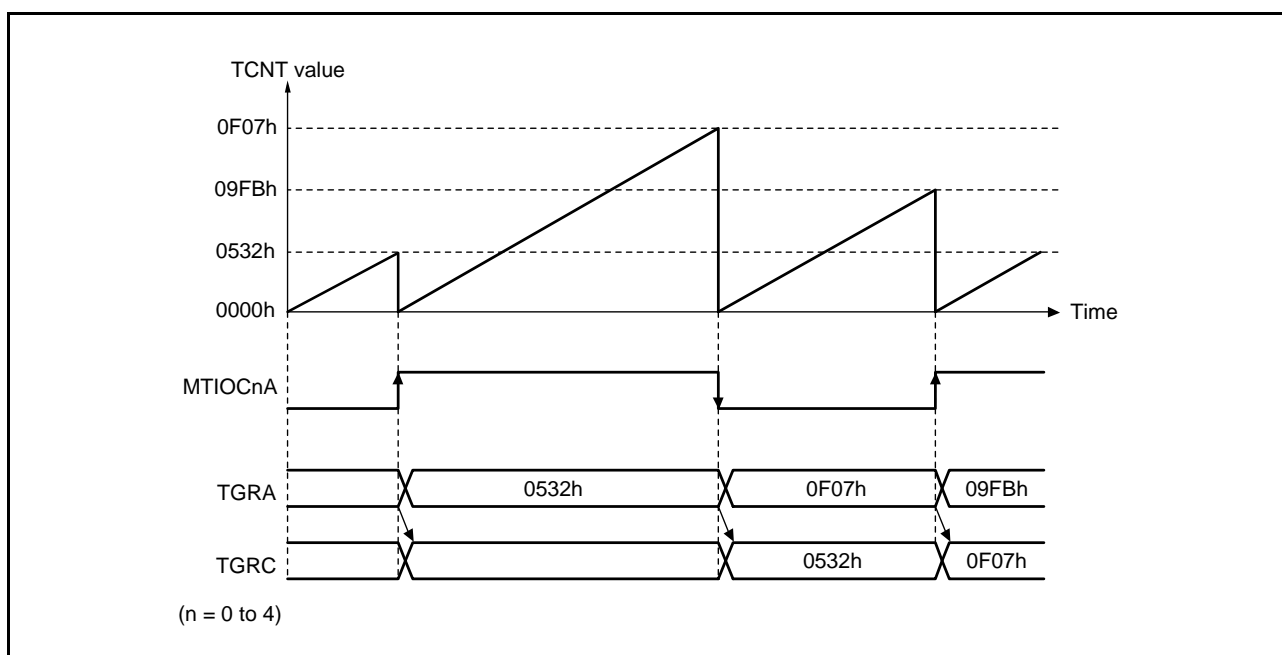 TCNT value
0F07h
09FBh
0532h
0000h
Time
MTIOCnA
TGRA 0532h 0F07h 09FBh
TGRC 0532h 0F07h
(n = 0 to 4)